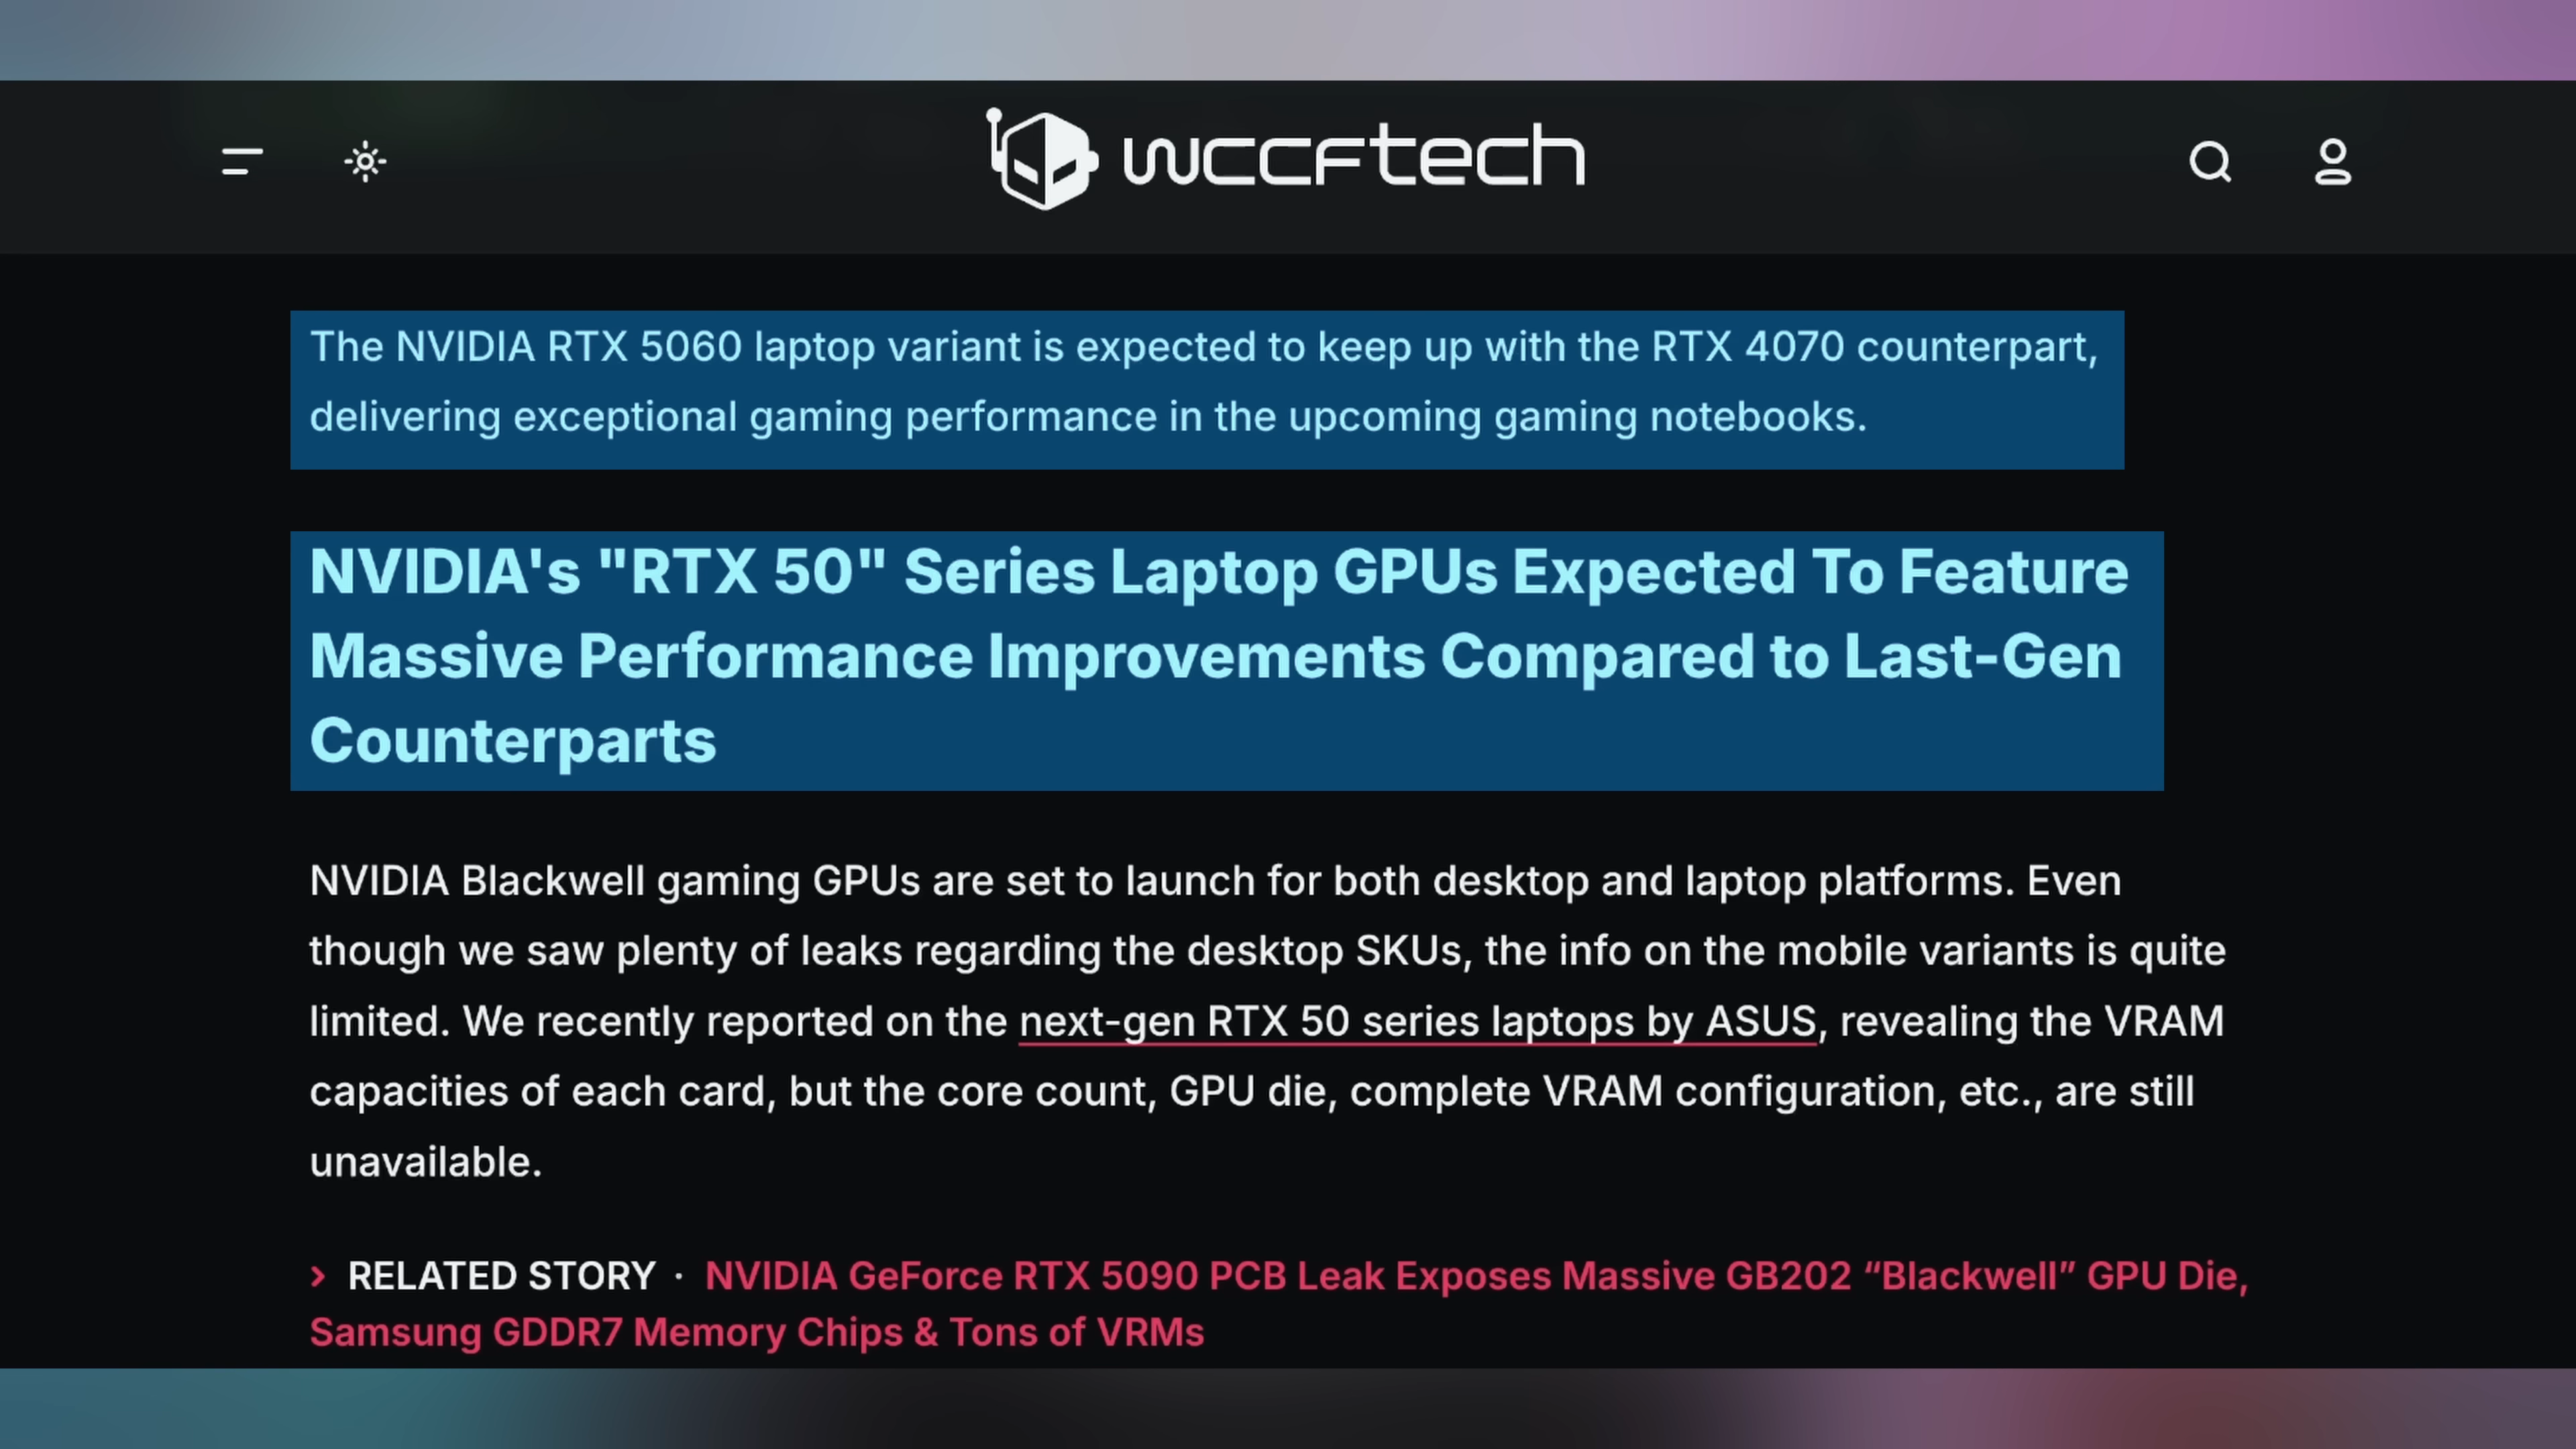 wccftech
The NVIDIA RTX 5060 laptop variant is expected to keep up with the RTX 4070 counterpart,
delivering exceptional gaming performance in the upcoming gaming notebooks.
NVIDIA's "RTX 50" Series Laptop GPUs Expected To Feature
Massive Performance Improvements Compared to Last-Gen
Counterparts
NVIDIA Blackwell gaming GPUs are set to launch for both desktop and laptop platforms. Even
though we saw plenty of leaks regarding the desktop SKUs, the info on the mobile variants is quite
limited. We recently reported on the next-gen RTX 50 series laptops by ASUS, revealing the VRAM
capacities of each card, but the core count, GPU die, complete VRAM configuration, etc., are still
unavailable.
› RELATED STORY · NVIDIA GeForce RTX 5090 PCB Leak Exposes Massive GB202 “Blackwell” GPU Die,
Samsung GDDR7 Memory Chips & Tons of VRMs